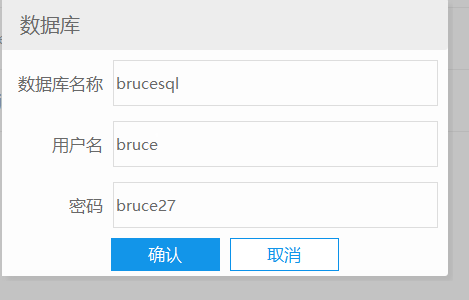 数据库
数据库名称 brucesql
用户名 bruce
密码 bruce27
确认 取消